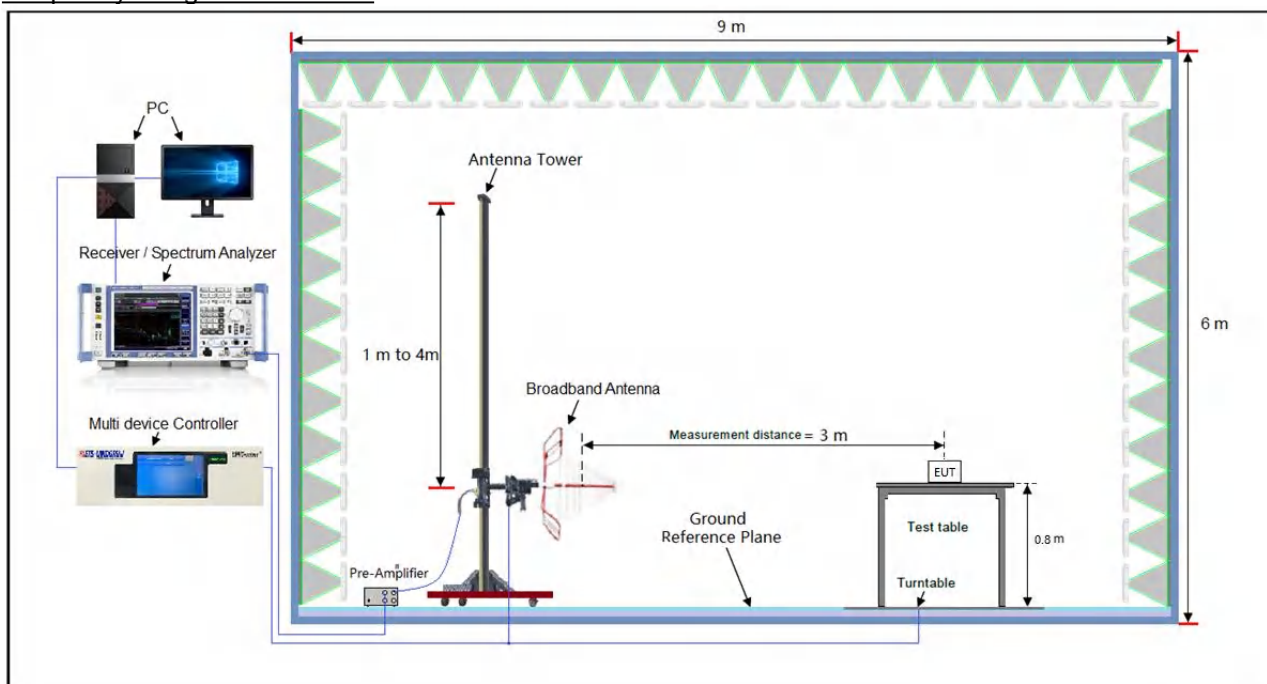 9 m
PC
Antenna Tower
Receiver / Spectrum Analyzer
1 m to 4m
6 m
Broadband Antenna
Multi device Controller
Measurement distance = 3 m
EUT
Ground
Reference Plane
Test table
0.8 m
Pre-Amplifier
Turntable